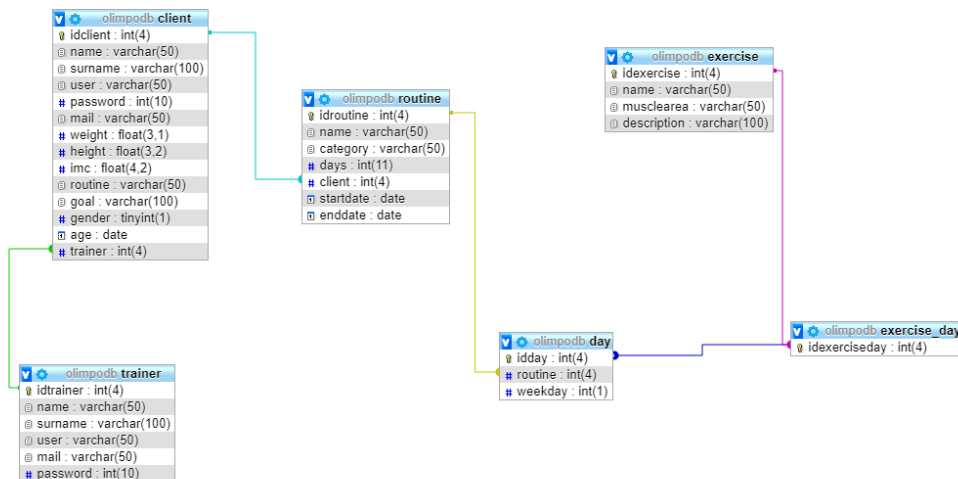 olimpodb client
idclient : int(4)
name : varchar(50)
surname : varchar(100)
user : varchar(50)
password : int(10)
mail : varchar(50)
weight : float(3,1)
height : float(3,2)
imc : float(4,2)
routine : varchar(50)
goal : varchar(100)
gender : tinyint(1)
age : date
trainer : int(4)
olimpodb routine
idroutine : int(4)
name : varchar(50)
category : varchar(50)
days : int(11)
client : int(4)
startdate : date
enddate : date
olimpodb exercise
idexercise : int(4)
name : varchar(50)
musclearea : varchar(50)
description : varchar(100)
olimpodb trainer
idtrainer : int(4)
name : varchar(50)
surname : varchar(100)
user : varchar(50)
mail : varchar(50)
password : int(10)
olimpodb day
idday : int(4)
routine : int(4)
weekday : int(1)
olimpodb exercise_day
idexerciseday : int(4)